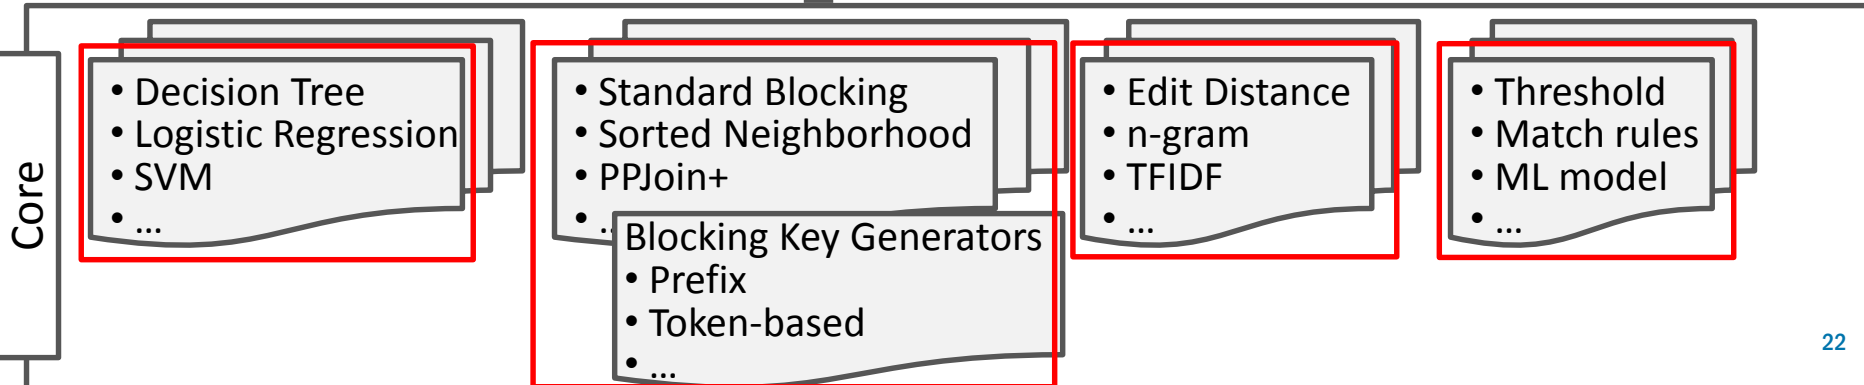 Core
• Decision Tree
• Logistic Regression
• SVM
• ...
• Standard Blocking
• Sorted Neighborhood
• PPJoin+
• ..
Blocking Key Generators
• Prefix
• Token-based
• ...
• Edit Distance
• n-gram
• TFIDF
• ...
• Threshold
• Match rules
• ML model
• ...
22